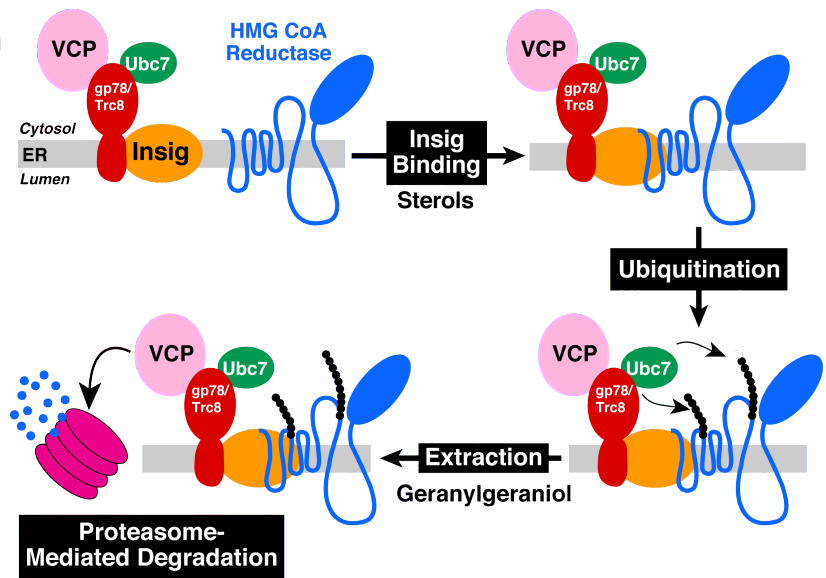 VCP
Ubc7
gp78/
Trc8
HMG CoA
Reductase
Cytosol
ER
Lumen
Insig
Insig
Binding
Sterols
VCP
Ubc7
gp78/
Trc8
Ubiquitination
VCP
Ubc7
gp78/
Trc8
Extraction
Geranylgeraniol
VCP
Ubc7
gp78/
Trc8
Proteasome-
Mediated Degradation